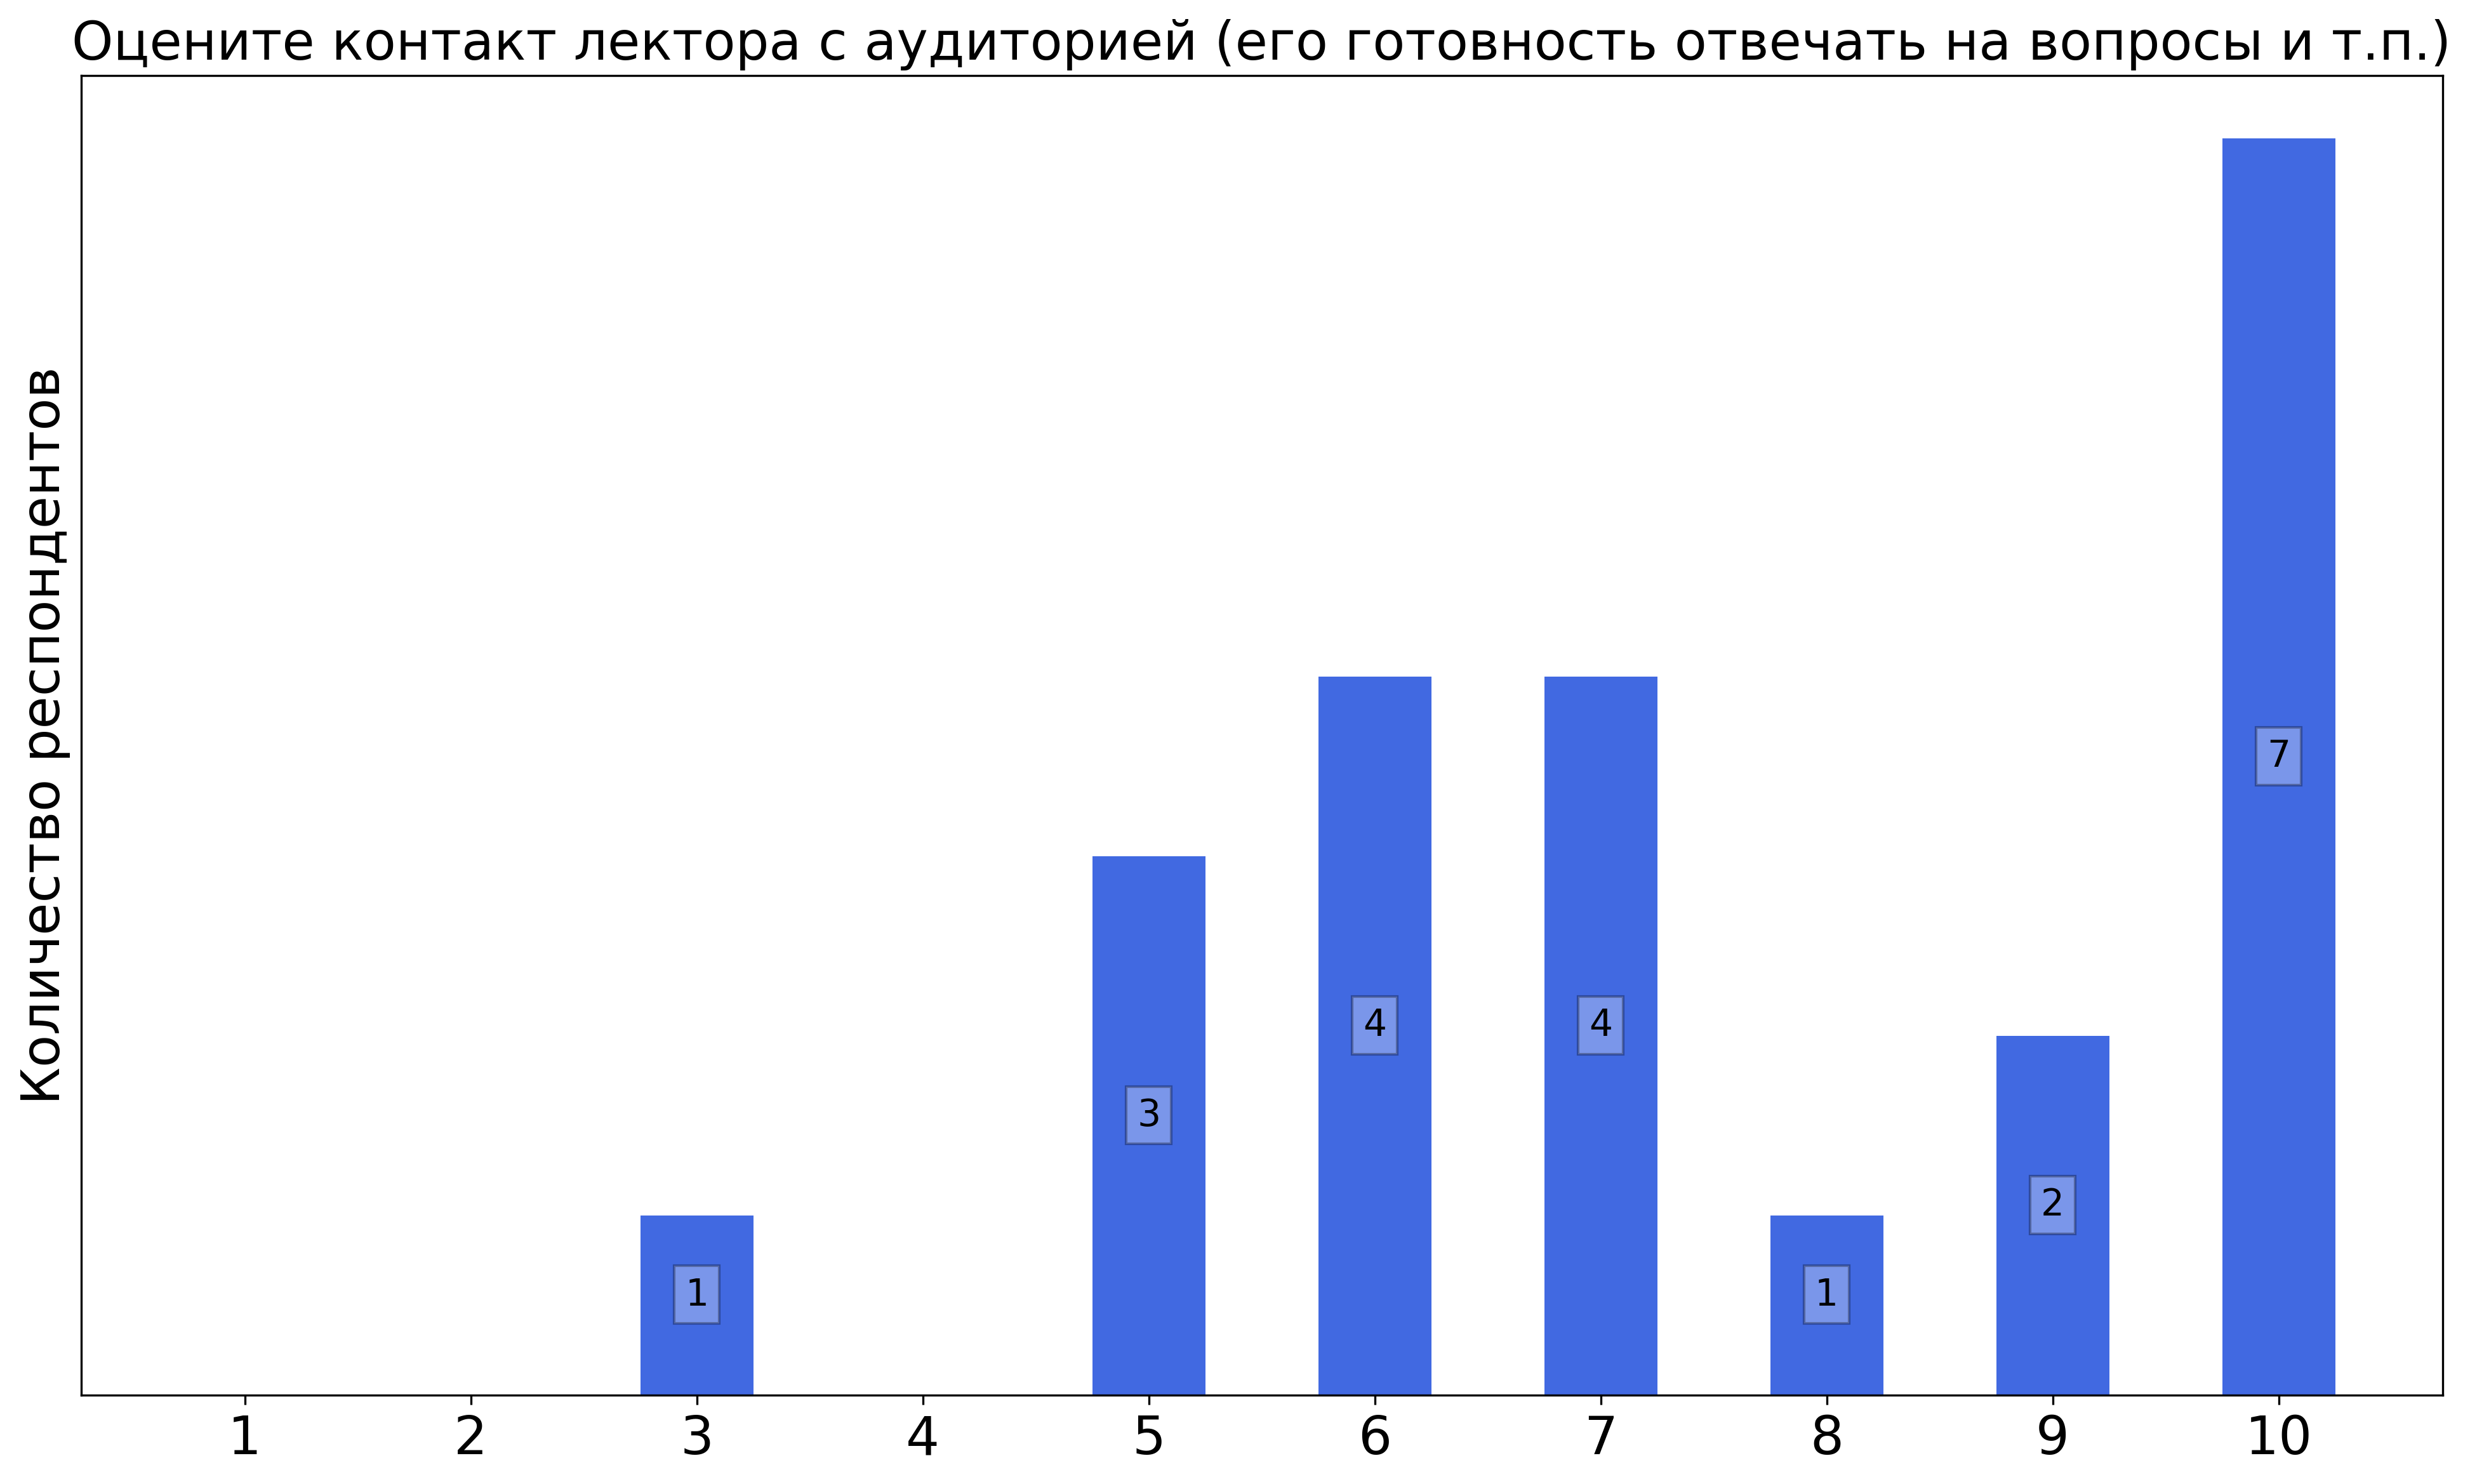 Оцените контакт лектора с аудиторией (его готовность отвечать на вопросы и т.п.)
Количество респондентов
1
3
4
4
1
2
7
1 2 3 4 5 6 7 8 9 10